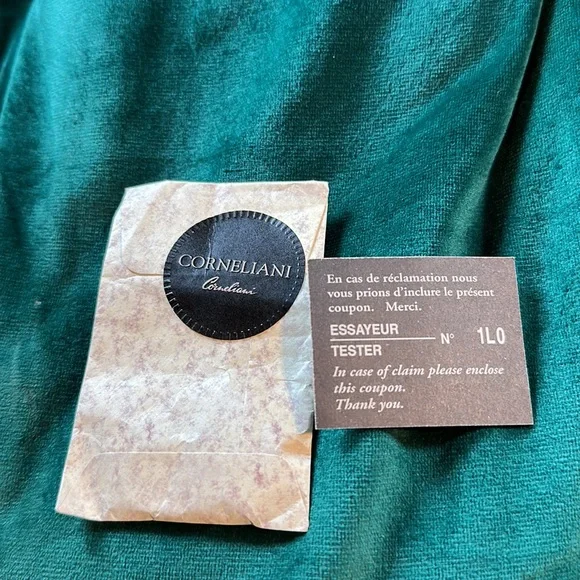 CORNELIANI
Corneliani
En cas de réclamation nous
vous prions d'inclure le présent
coupon. Merci.
ESSAYEUR
TESTER
N° 1L0
In case of claim please enclose
this coupon.
Thank you.